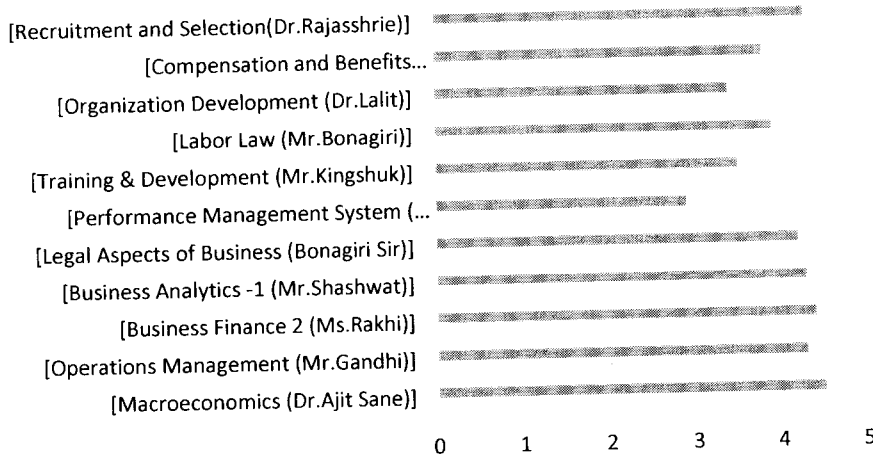 [Recruitment and Selection(Dr.Rajasshrie)]
[Compensation and Benefits...
[Organization Development (Dr.Lalit)]
[Labor Law (Mr.Bonagiri)]
[Training & Development (Mr.Kingshuk)]
[Performance Management System (...
[Legal Aspects of Business (Bonagiri Sir)]
[Business Analytics -1 (Mr.Shashwat)]
[Business Finance 2 (Ms.Rakhi)]
[Operations Management (Mr.Gandhi)]
[Macroeconomics (Dr.Ajit Sane)]
0 1 2 3 4 5